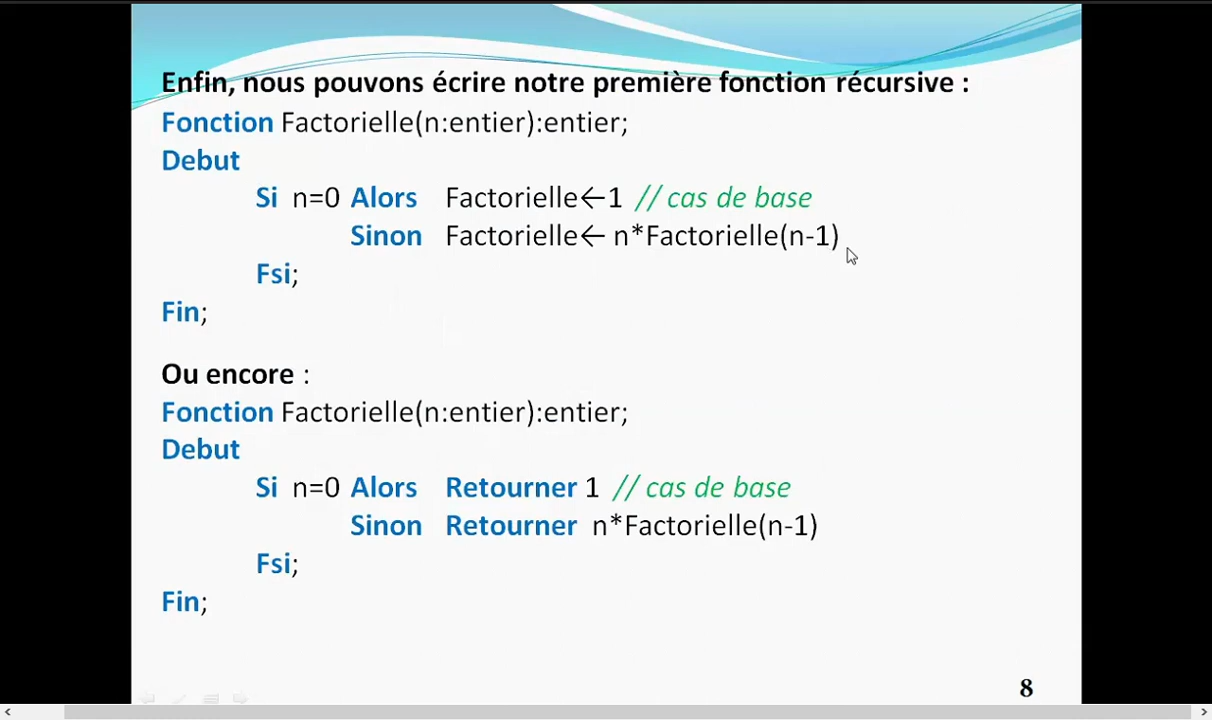 Enfin, nous pouvons écrire notre première fonction récursive :
Fonction Factorielle(n:entier):entier;
Debut
Si n=0 Alors Factorielle←1 // cas de base
Sinon Factorielle← n*Factorielle(n-1)
Fsi;
Fin;
Ou encore :
Fonction Factorielle(n:entier):entier;
Debut
Si n=0 Alors Retourner 1 // cas de base
Sinon Retourner n*Factorielle(n-1)
Fsi;
Fin;
8